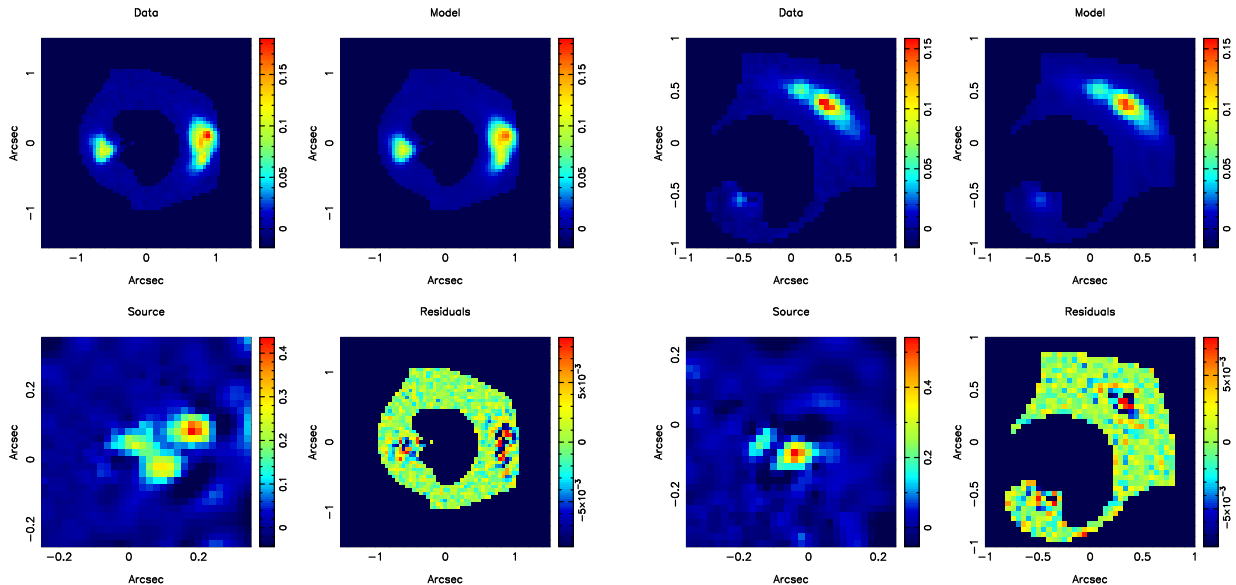 Data Model Data Model
1 0 −1 Arcsec
−1 0 1 Arcsec
0 0.05 0.1 0.15
1 0 −1 Arcsec
−1 0 1 Arcsec
0 0.05 0.1 0.15
1 0.5 0 −0.5 −1 Arcsec
−1 −0.5 0 0.5 1 Arcsec
0 0.05 0.1 0.15
1 0.5 0 −0.5 −1 Arcsec
−1 −0.5 0 0.5 1 Arcsec
0 0.05 0.1 0.15
Source Residuals Source Residuals
0.2 0 −0.2 Arcsec
−0.2 0 0.2 Arcsec
0 0.1 0.2 0.3 0.4
1 0 −1 Arcsec
−1 0 1 Arcsec
−5×10⁻³ 0 5×10⁻³
0.2 0 −0.2 Arcsec
−0.2 0 0.2 Arcsec
0 0.2 0.4
1 0.5 0 −0.5 −1 Arcsec
−1 −0.5 0 0.5 1 Arcsec
−5×10⁻³ 0 5×10⁻³